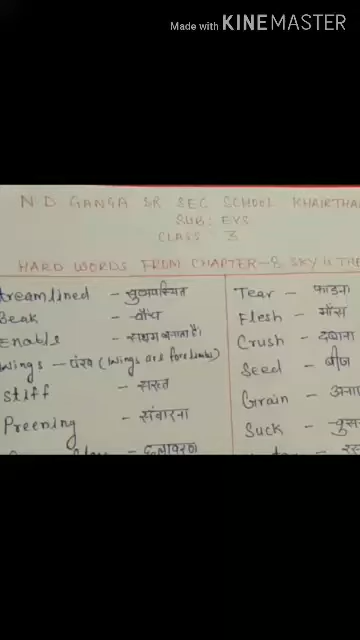 Made with KINEMASTER
N D GANGA SR SEC SCHOOL KHAIRTHAL
SUB: EVS
CLASS 3
HARD WORDS FROM CHAPTER-8 SKY IS THE
Streamlined - सुव्यवस्थित
Beak - चोंच
Enable - सक्षम बनाता है।
Wings - पंख (Wings are forelimbs)
Stiff - सख्त
Preening - संवारना
Tear - फाड़ना
Flesh - माँस
Crush - दबाना
Seed - बीज
Grain - अनाज
Suck - चुस